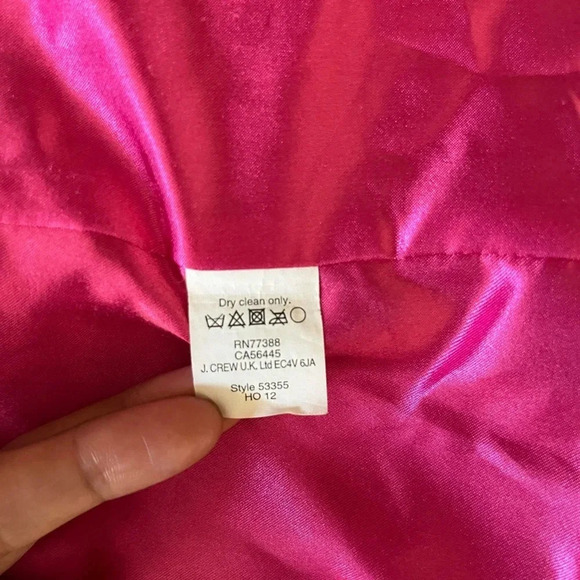 Dry clean only.
RN77388
CA56445
J. CREW U.K. Ltd EC4V 6JA
Style 53355
HO 12